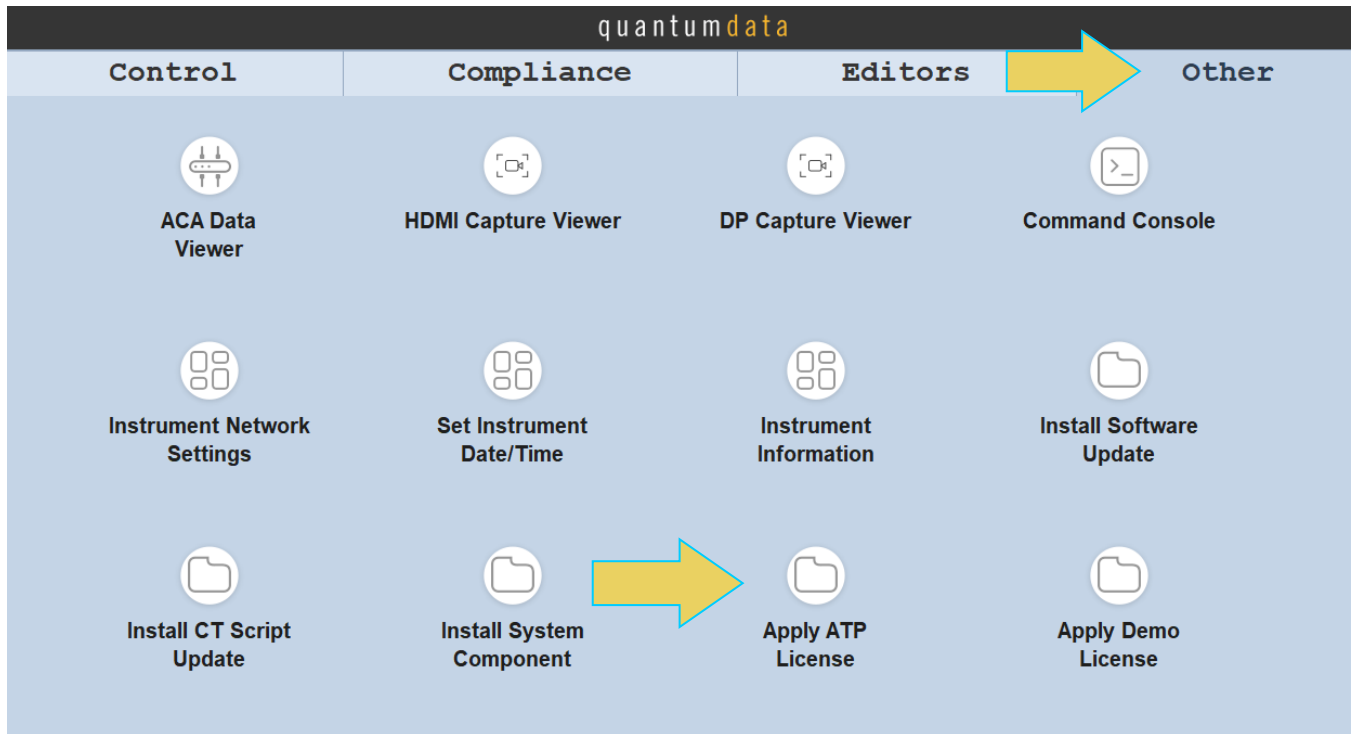 quantumdata
Control Compliance Editors Other
ACA Data HDMI Capture Viewer DP Capture Viewer Command Console
Viewer
Instrument Network Set Instrument Instrument Install Software
Settings Date/Time Information Update
Install CT Script Install System Apply ATP Apply Demo
Update Component License License